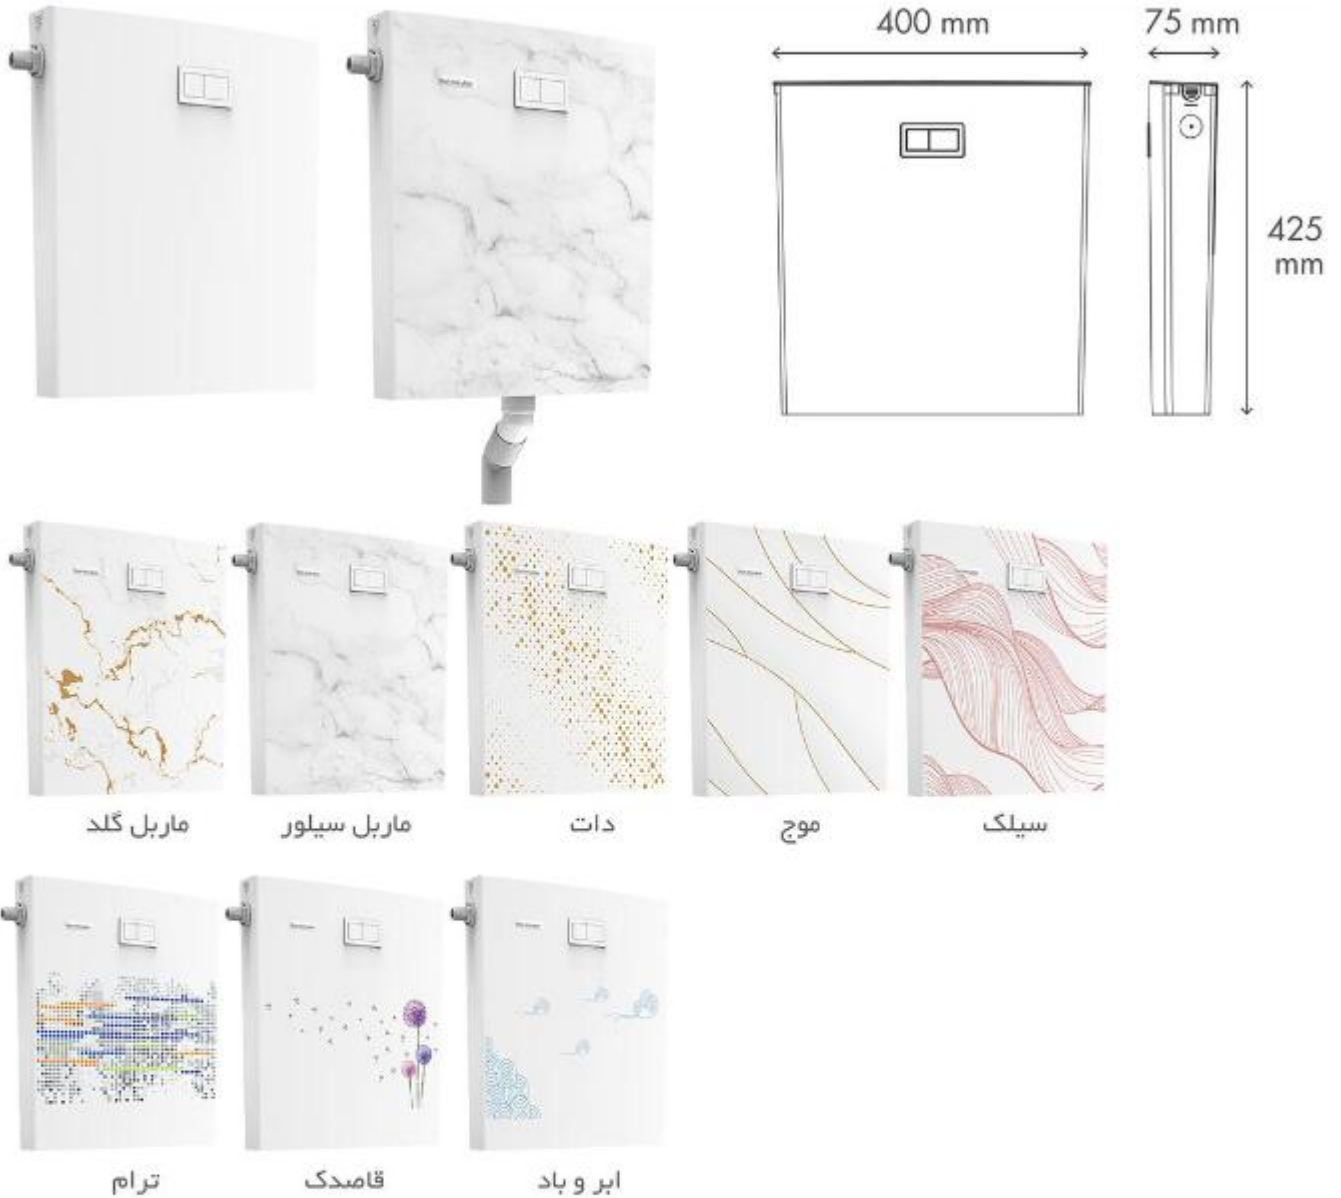 400 mm
75 mm
425
mm
ماربل گلد
ماربل سیلور
دات
موج
سیلک
ترام
قاصدک
ابر و باد